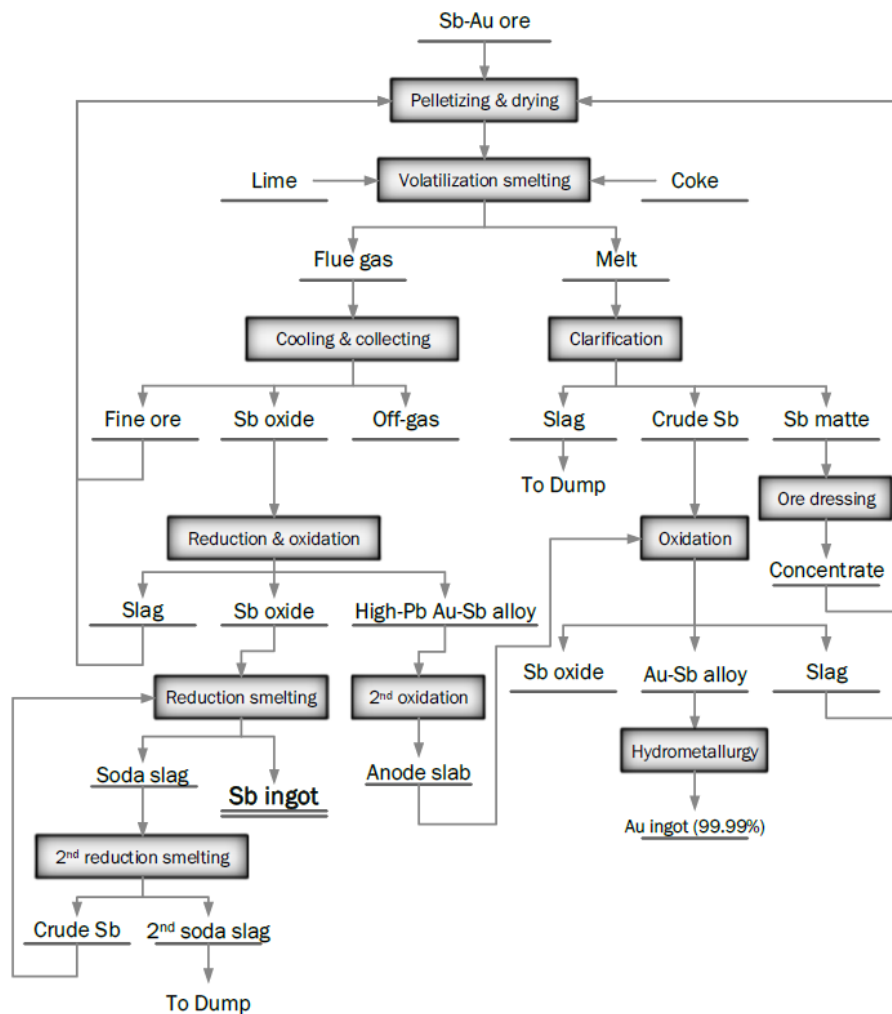 Sb-Au ore
Pelletizing & drying
Lime
Volatilization smelting
Coke
Flue gas
Melt
Cooling & collecting
Clarification
Fine ore
Sb oxide
Off-gas
Slag
Crude Sb
Sb matte
To Dump
Ore dressing
Reduction & oxidation
Oxidation
Concentrate
Slag
Sb oxide
High-Pb Au-Sb alloy
Sb oxide
Au-Sb alloy
Slag
Reduction smelting
2nd oxidation
Hydrometallurgy
Soda slag
Sb ingot
Anode slab
Au ingot (99.99%)
2nd reduction smelting
Crude Sb
2nd soda slag
To Dump